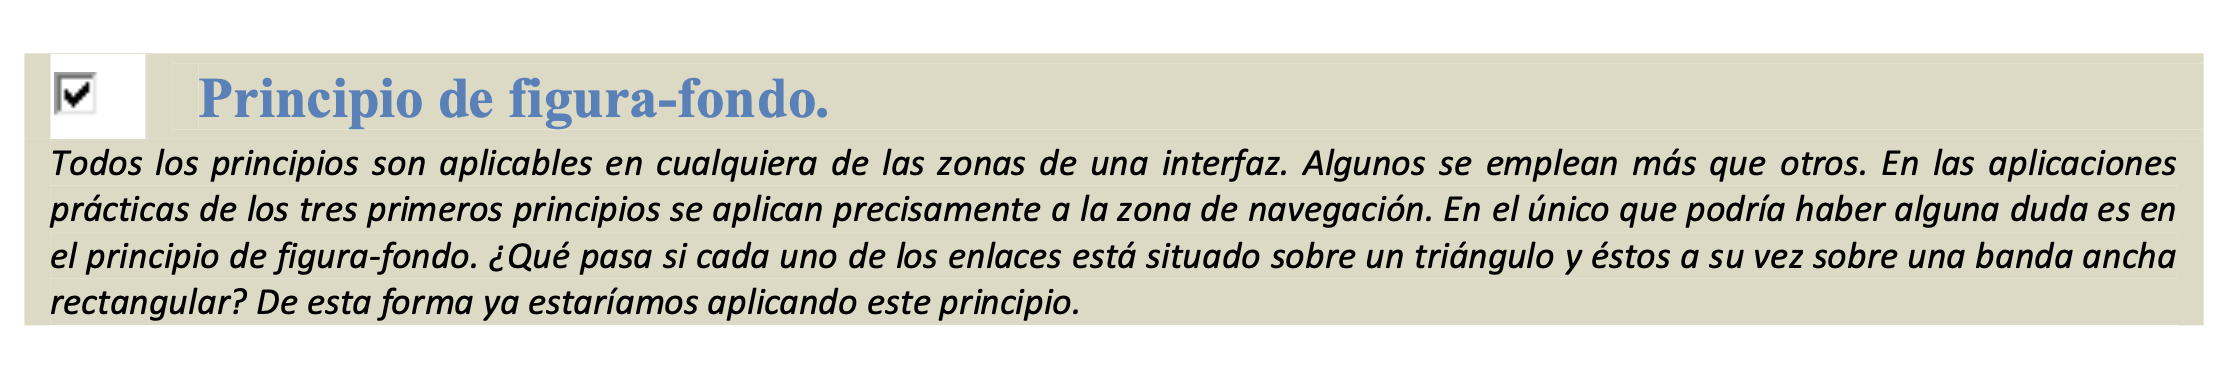 Principio de figura-fondo.
Todos los principios son aplicables en cualquiera de las zonas de una interfaz. Algunos se emplean más que otros. En las aplicaciones
prácticas de los tres primeros principios se aplican precisamente a la zona de navegación. En el único que podría haber alguna duda es en
el principio de figura-fondo. ¿Qué pasa si cada uno de los enlaces está situado sobre un triángulo y éstos a su vez sobre una banda ancha
rectangular? De esta forma ya estaríamos aplicando este principio.